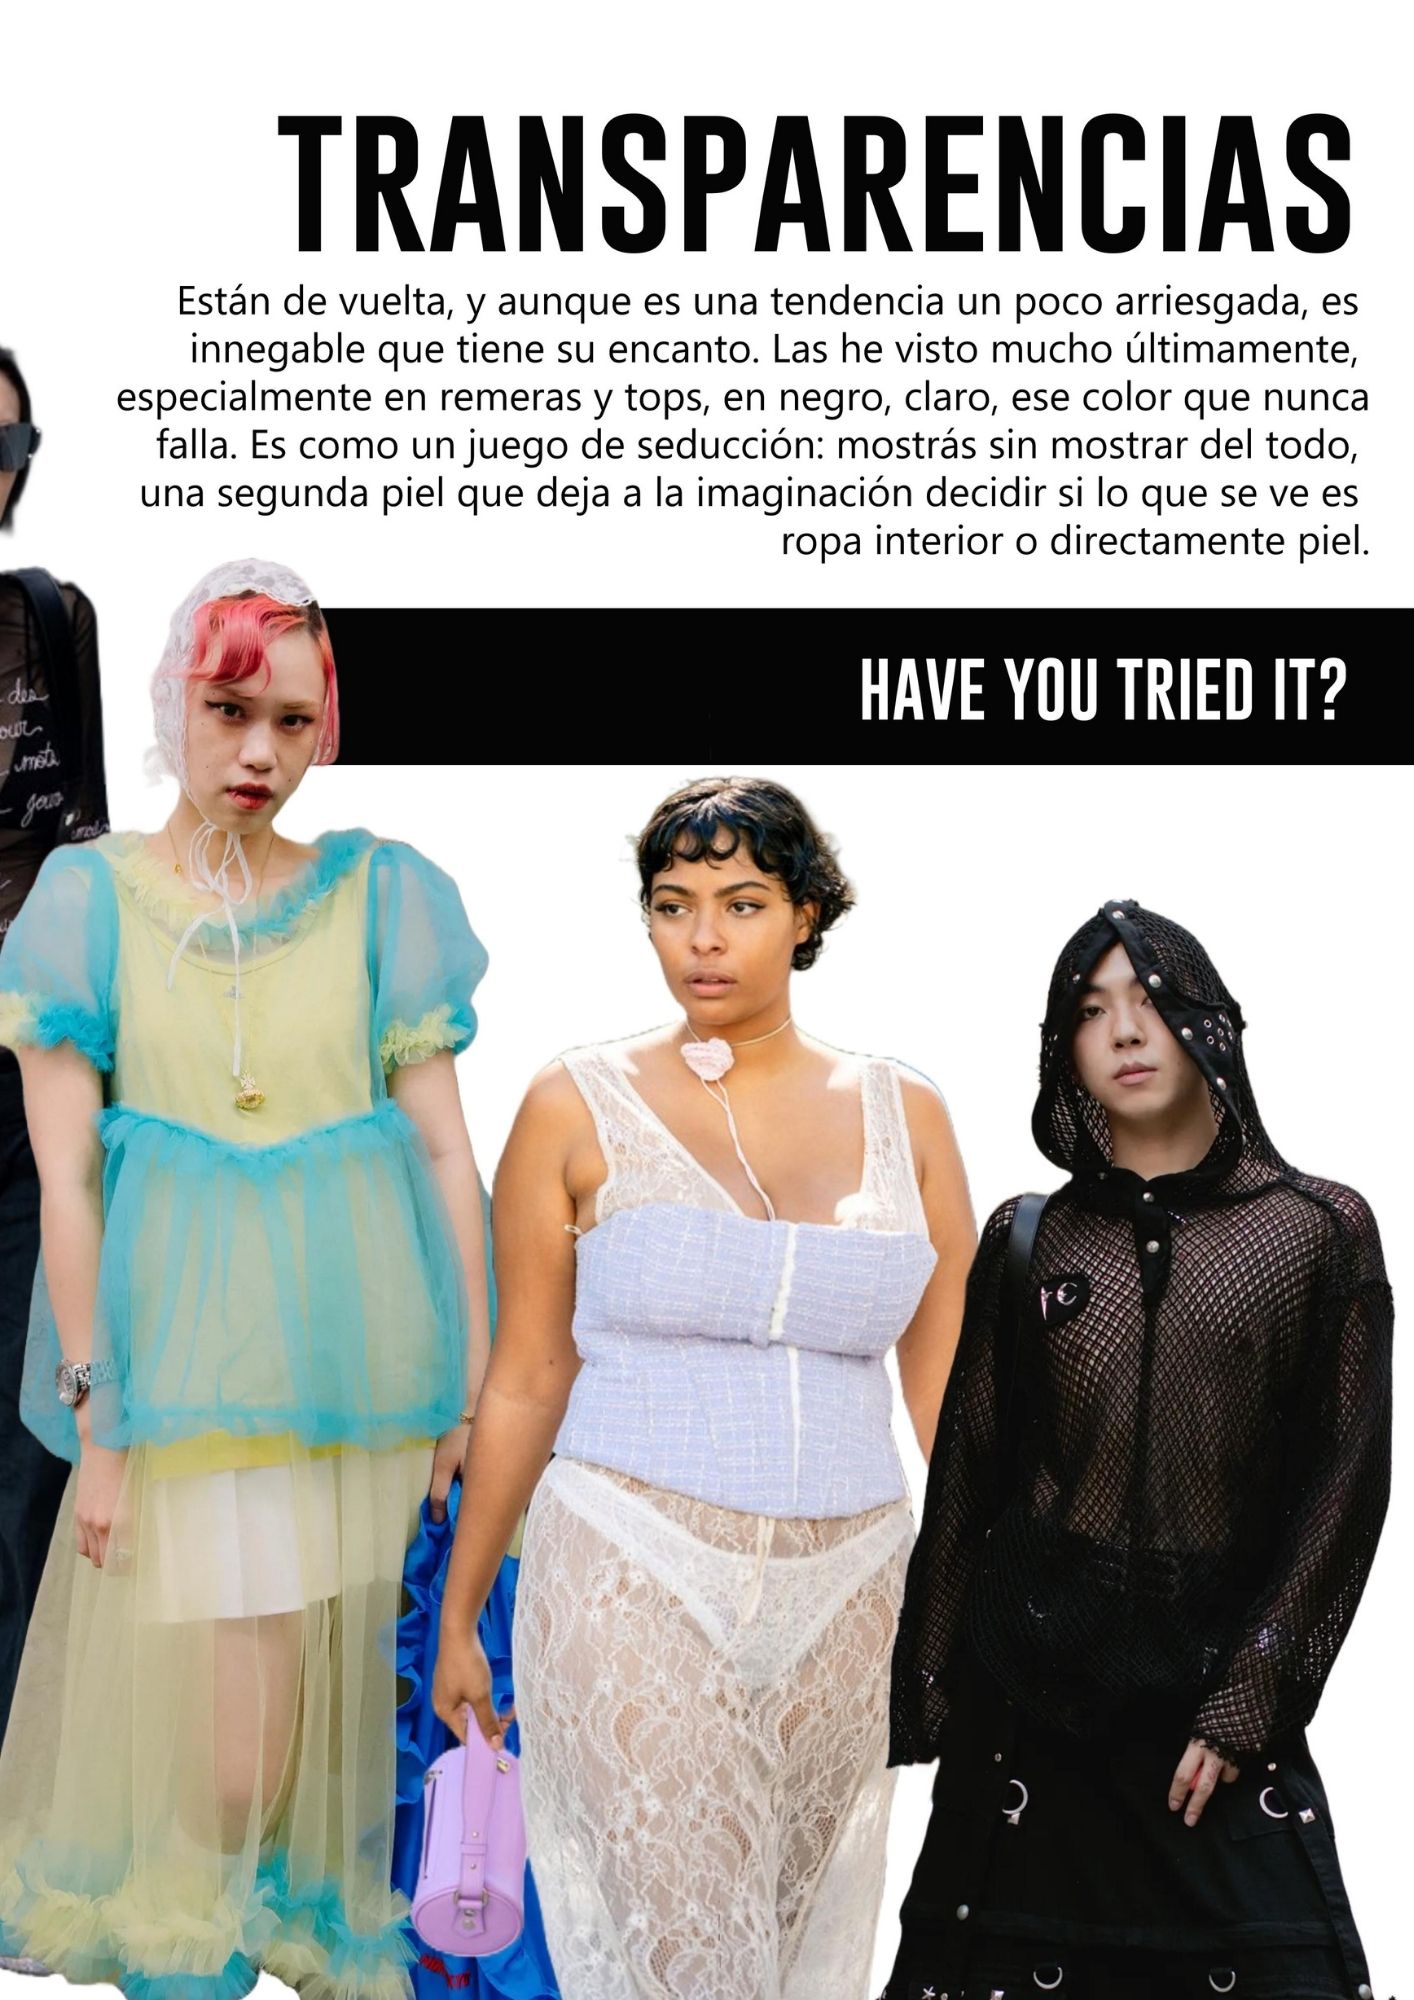 TRANSPARENCIAS
Están de vuelta, y aunque es una tendencia un poco arriesgada, es
innegable que tiene su encanto. Las he visto mucho últimamente,
especialmente en remeras y tops, en negro, claro, ese color que nunca
falla. Es como un juego de seducción: mostrás sin mostrar del todo,
una segunda piel que deja a la imaginación decidir si lo que se ve es
ropa interior o directamente piel.
HAVE YOU TRIED IT?
des
mots